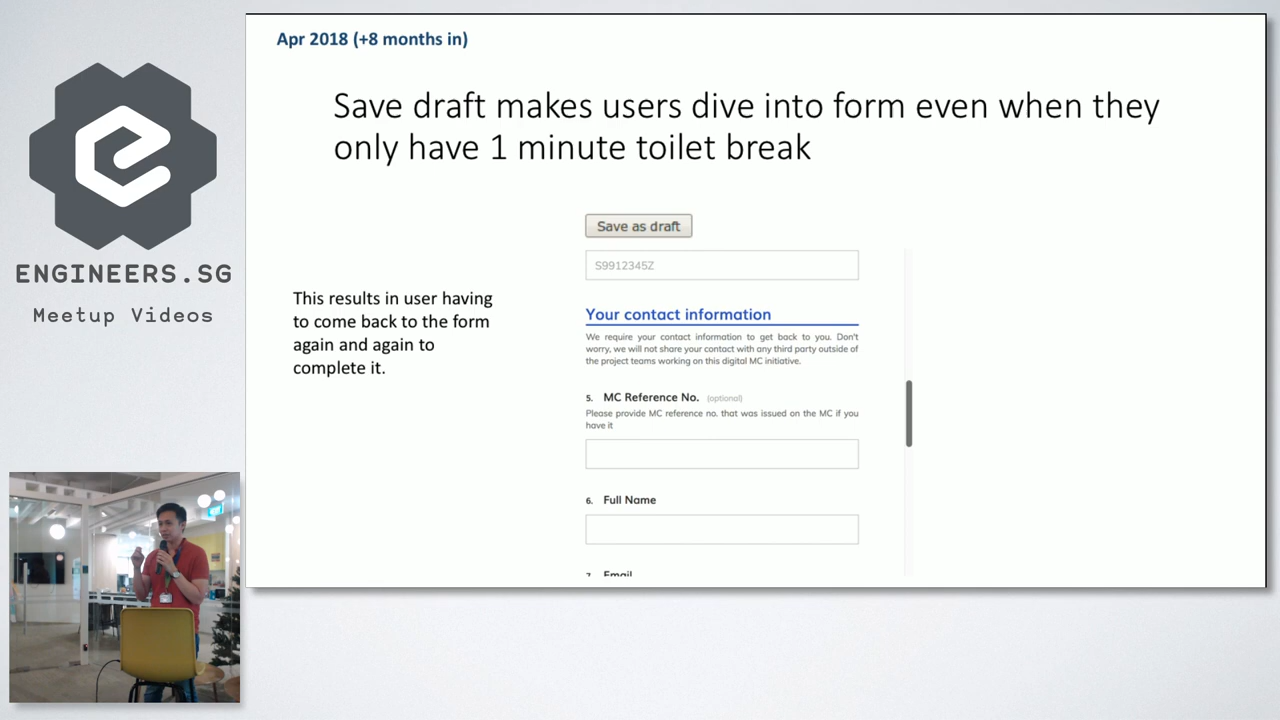 Apr 2018 (+8 months in)
Save draft makes users dive into form even when they
only have 1 minute toilet break
ENGINEERS.SG
Meetup Videos
This results in user having
to come back to the form
again and again to
complete it.
Save as draft
S9912345Z
Your contact information
We require your contact information to get back to you. Don't
worry, we will not share your contact with any third party outside of
the project teams working on this digital MC initiative.
5. MC Reference No. (optional)
Please provide MC reference no. that was issued on the MC if you
have it
6. Full Name
7. Email